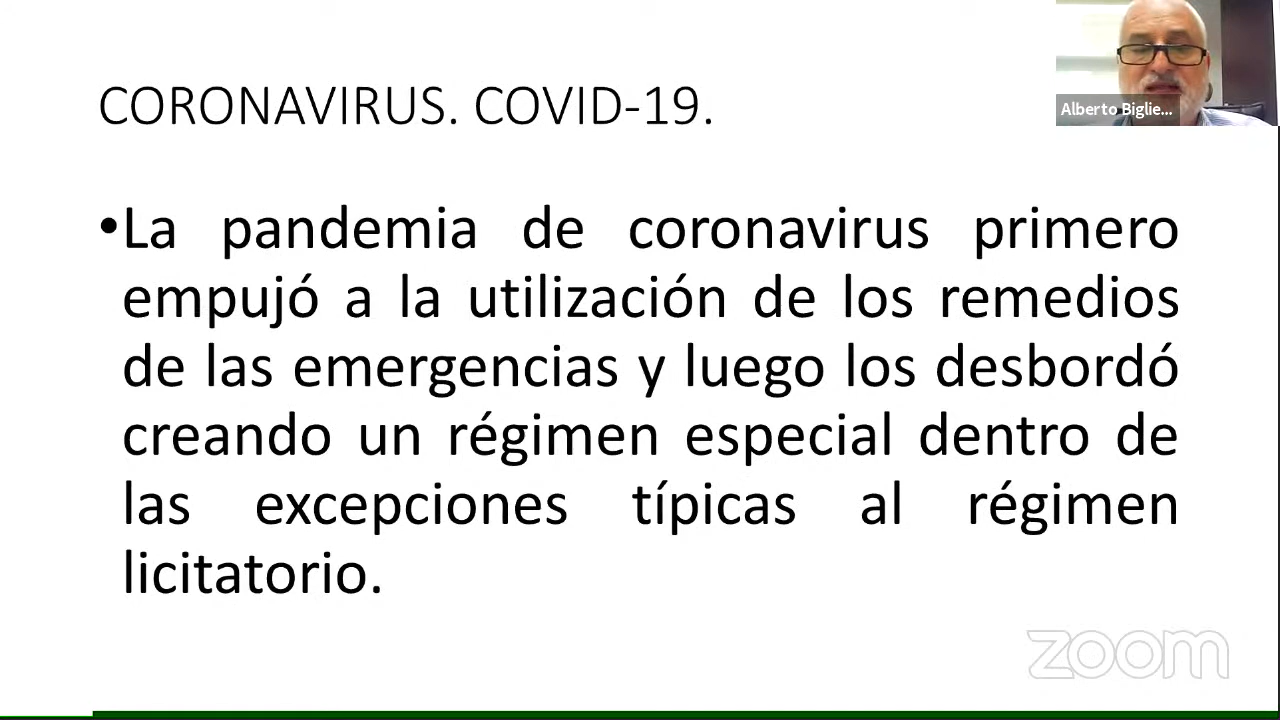 CORONAVIRUS. COVID-19.
Alberto Biglie...
•La pandemia de coronavirus primero
empujó a la utilización de los remedios
de las emergencias y luego los desbordó
creando un régimen especial dentro de
las excepciones típicas al régimen
licitatorio.
zoom